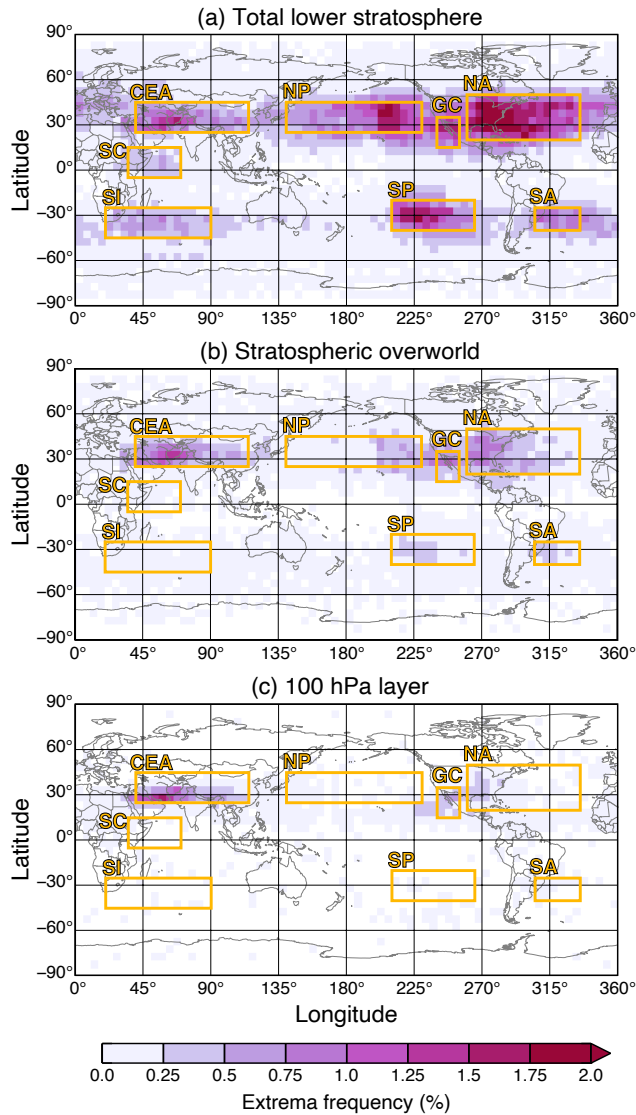 (a) Total lower stratosphere
90°
60°
30°
0°
−30°
−60°
−90°
Latitude
CEA
NP
GC
NA
SC
SI
SP
SA
0°
45°
90°
135°
180°
225°
270°
315°
360°
(b) Stratospheric overworld
90°
60°
30°
0°
−30°
−60°
−90°
Latitude
CEA
NP
GC
NA
SC
SI
SP
SA
0°
45°
90°
135°
180°
225°
270°
315°
360°
(c) 100 hPa layer
90°
60°
30°
0°
−30°
−60°
−90°
Latitude
CEA
NP
GC
NA
SC
SI
SP
SA
0°
45°
90°
135°
180°
225°
270°
315°
360°
Longitude
0.0
0.25
0.5
0.75
1.0
1.25
1.5
1.75
2.0
Extrema frequency (%)